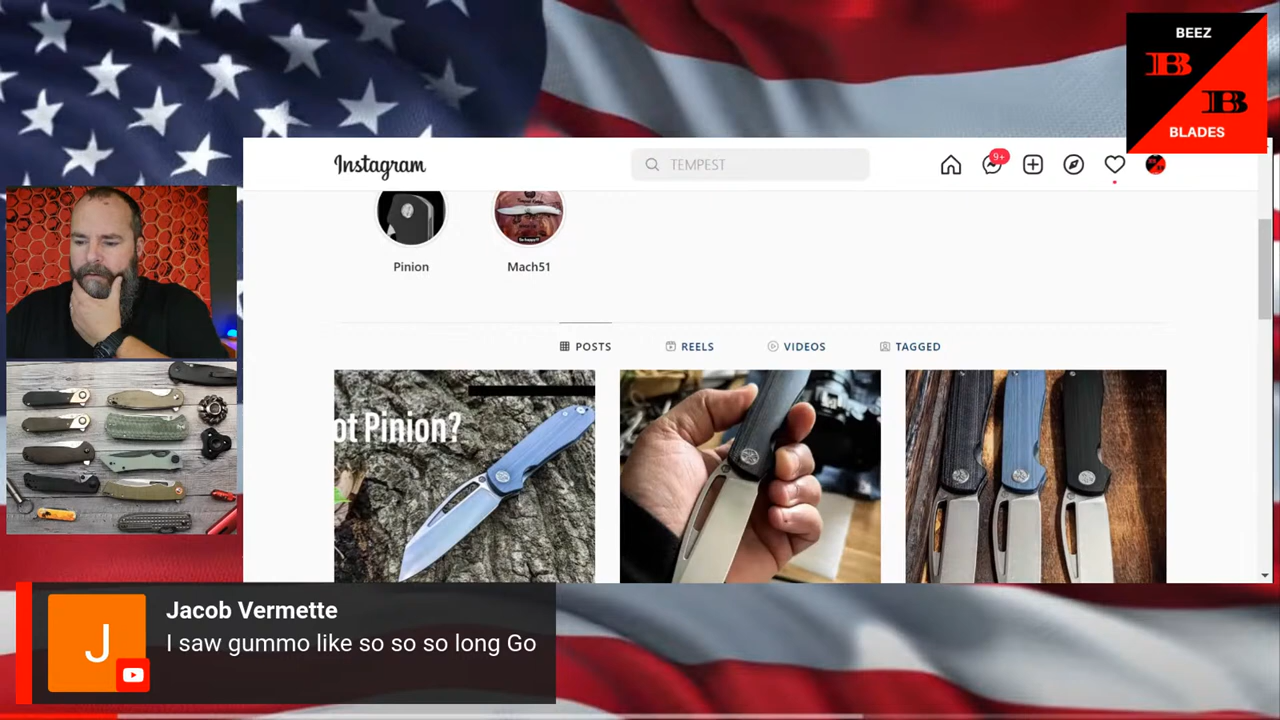 BEEZ
B
B
BLADES
Instagram
TEMPEST
9+
Pinion
Mach51
POSTS
REELS
VIDEOS
TAGGED
ot Pinion?
J
Jacob Vermette
I saw gummo like so so so long Go